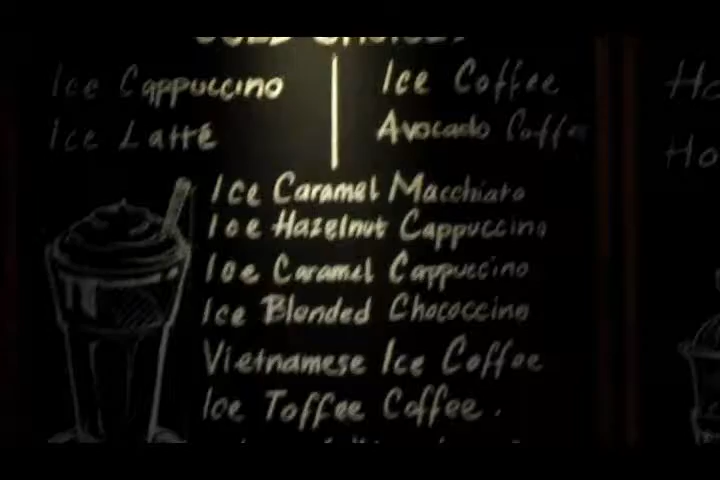 Ice Cappuccino
Ice Latté
Ice Coffee
Avocado Coffee
Ice Caramel Macchiato
Ice Hazelnut Cappuccino
Ice Caramel Cappuccino
Ice Blended Chococcino
Vietnamese Ice Coffee
Ice Toffee Coffee.